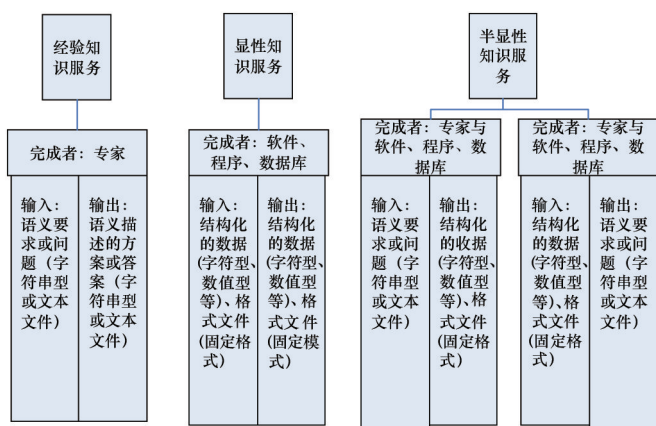 经验知
识服务
显性知
识服务
半显性
知识服
务
完成者：专家
完成者：软件、
程序、数据库
完成者：专家与
软件、程序、数
据库
完成者：专家与
软件、程序、数
据库
输入：
语义要
求或问
题（字
符串型
或文本
文件）
输出：
语义描
述的方
案或答
案（字
符串型
或文本
文件）
输入：
结构化
的数据
(字符型、
数值型
等)、格
式文件
(固定格
式)
输出：
结构化
的数据
(字符型、
数值型
等)、格
式文件
(固定模
式)
输入：
语义要
求或问
题（字
符串型
或文本
文件）
输出：
结构化
的收据
(字符型、
数值型
等)、格
式文件
(固定格
式)
输入：
结构化
的数据
(字符型、
数值型
等)、格
式文件
(固定格
式)
输出：
语义要
求或问
题（字
符串型
或文本
文件）